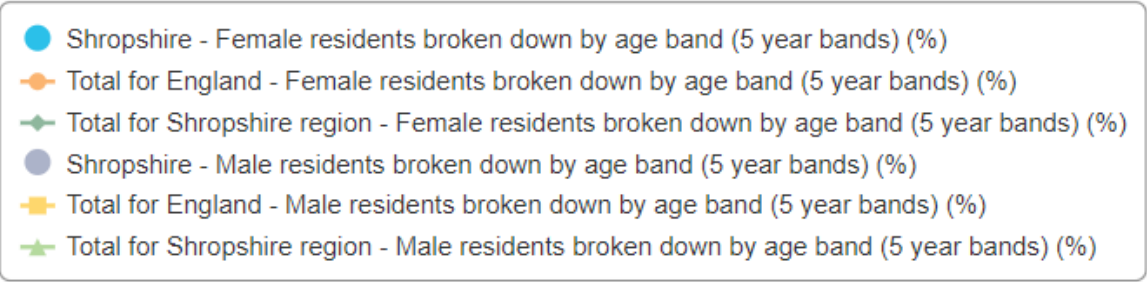 Shropshire - Female residents broken down by age band (5 year bands) (%)
Total for England - Female residents broken down by age band (5 year bands) (%)
Total for Shropshire region - Female residents broken down by age band (5 year bands) (%)
Shropshire - Male residents broken down by age band (5 year bands) (%)
Total for England - Male residents broken down by age band (5 year bands) (%)
Total for Shropshire region - Male residents broken down by age band (5 year bands) (%)